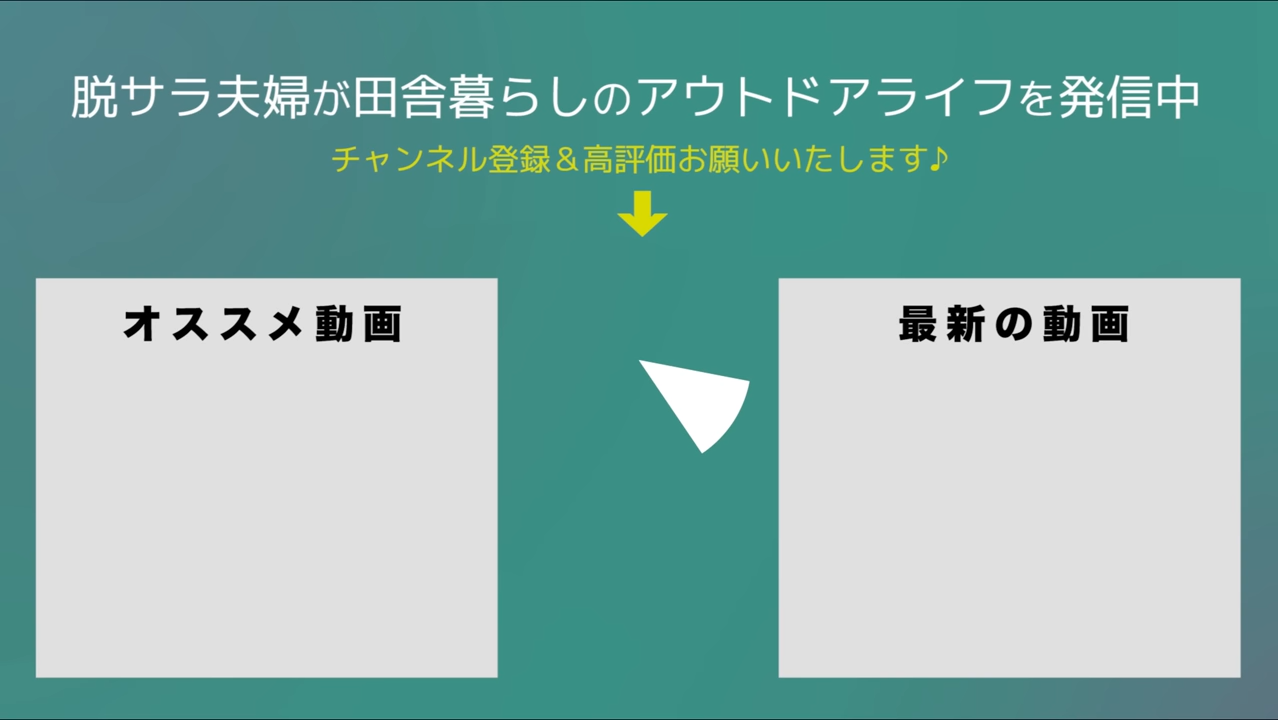 脱サラ夫婦が田舎暮らしのアウトドアライフを発信中
チャンネル登録＆高評価お願いいたします♪
オススメ動画
最新の動画